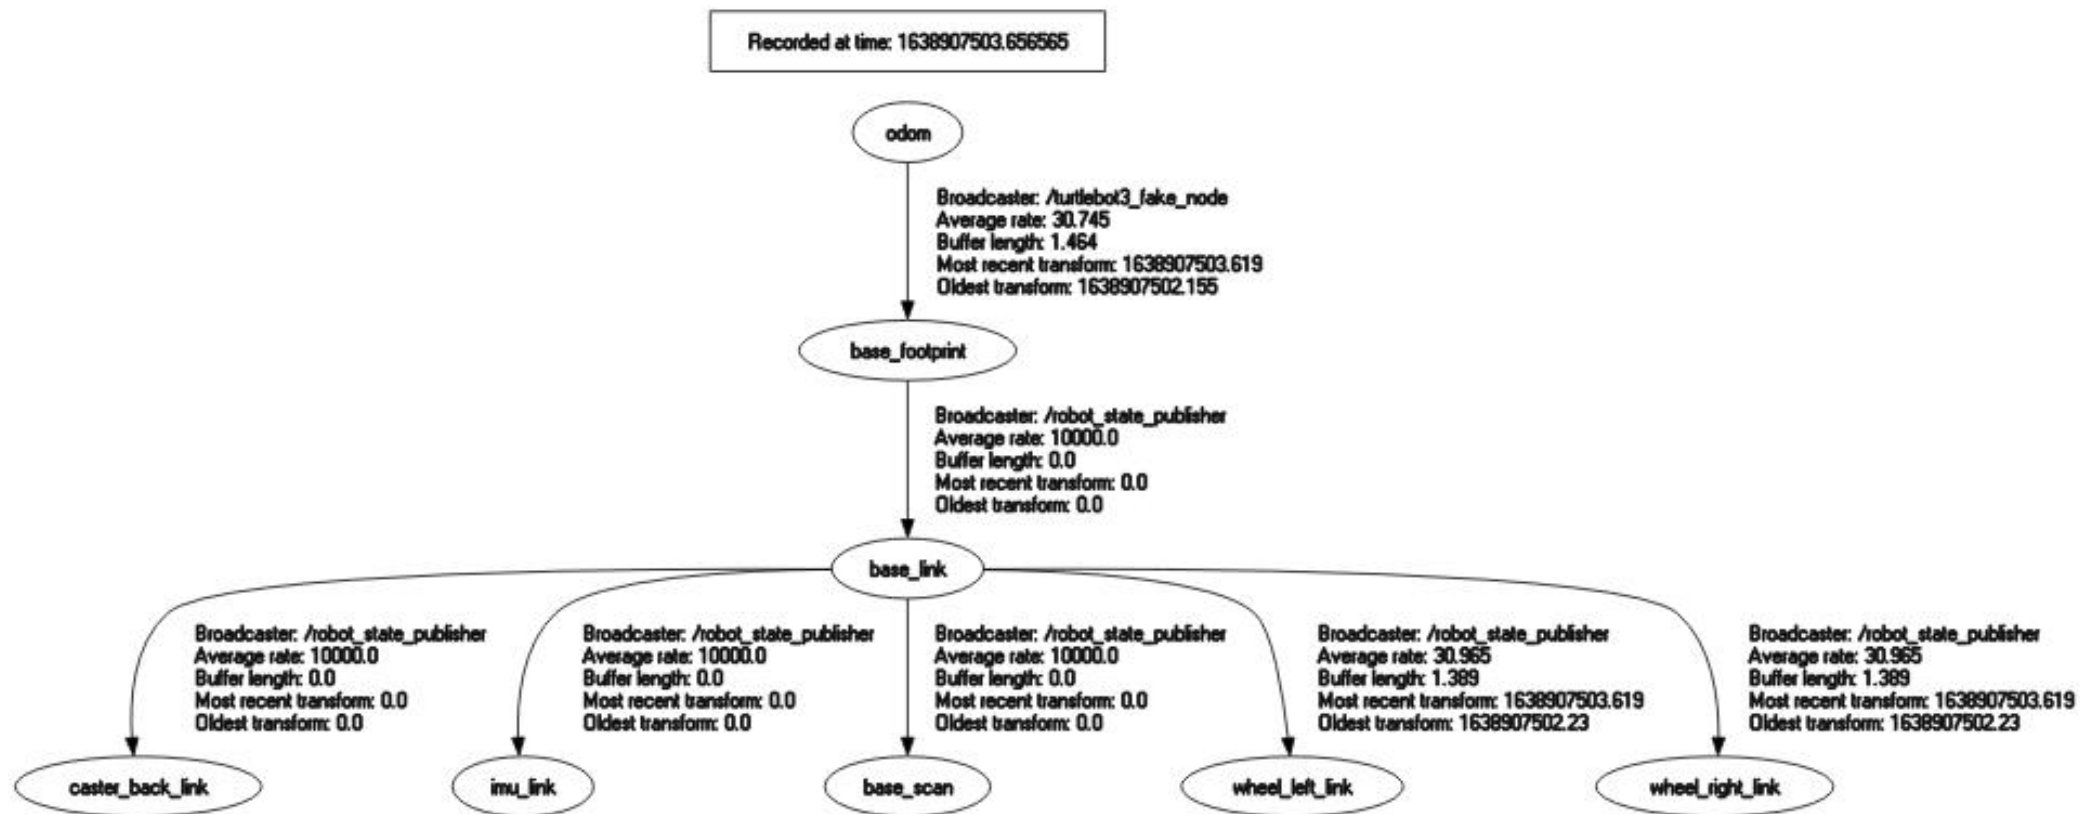 Recorded at time: 1638907503.656565
odom
Broadcaster: /turtlebot3_fake_node
Average rate: 30.745
Buffer length: 1.464
Most recent transform: 1638907503.619
Oldest transform: 1638907502.155
base_footprint
Broadcaster: /robot_state_publisher
Average rate: 10000.0
Buffer length: 0.0
Most recent transform: 0.0
Oldest transform: 0.0
base_link
Broadcaster: /robot_state_publisher
Average rate: 10000.0
Buffer length: 0.0
Most recent transform: 0.0
Oldest transform: 0.0
Broadcaster: /robot_state_publisher
Average rate: 10000.0
Buffer length: 0.0
Most recent transform: 0.0
Oldest transform: 0.0
Broadcaster: /robot_state_publisher
Average rate: 10000.0
Buffer length: 0.0
Most recent transform: 0.0
Oldest transform: 0.0
Broadcaster: /robot_state_publisher
Average rate: 30.965
Buffer length: 1.389
Most recent transform: 1638907503.619
Oldest transform: 1638907502.23
Broadcaster: /robot_state_publisher
Average rate: 30.965
Buffer length: 1.389
Most recent transform: 1638907503.619
Oldest transform: 1638907502.23
caster_back_link
imu_link
base_scan
wheel_left_link
wheel_right_link